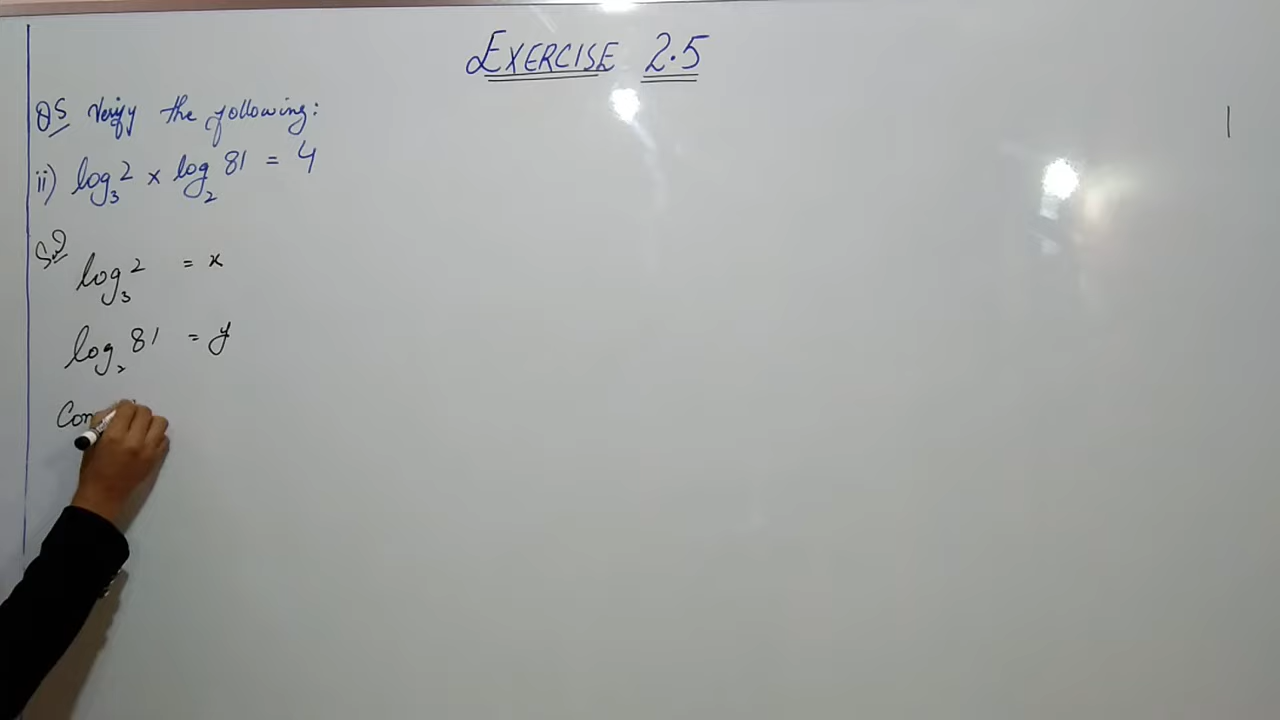 EXERCISE 2.5
Q5 Verify the following:
ii) log₃2 × log₂81 = 4
Sol
log₃2 = x
log₂81 = y